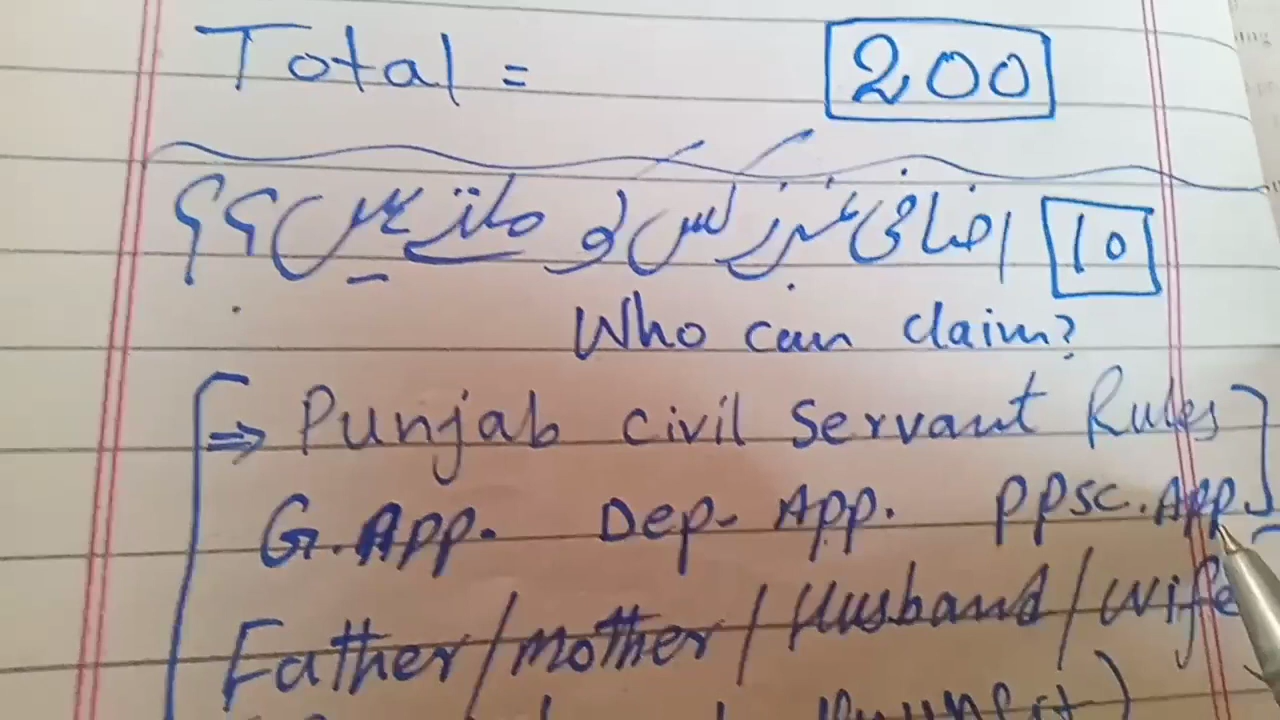 Total = 200
10 اضافی نمبرز کس کو ملتے ہیں؟؟
Who can claim?
⇒ Punjab civil servant Rules
G. App. Dep. App. PPSC. App.
Father/mother/Husband/wife